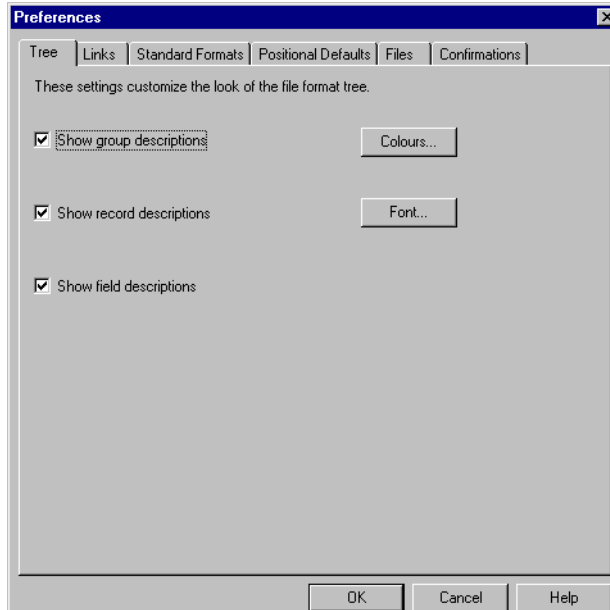 Preferences
Tree Links Standard Formats Positional Defaults Files Confirmations
These settings customize the look of the file format tree.
Show group descriptions Colours...
Show record descriptions Font...
Show field descriptions
OK Cancel Help